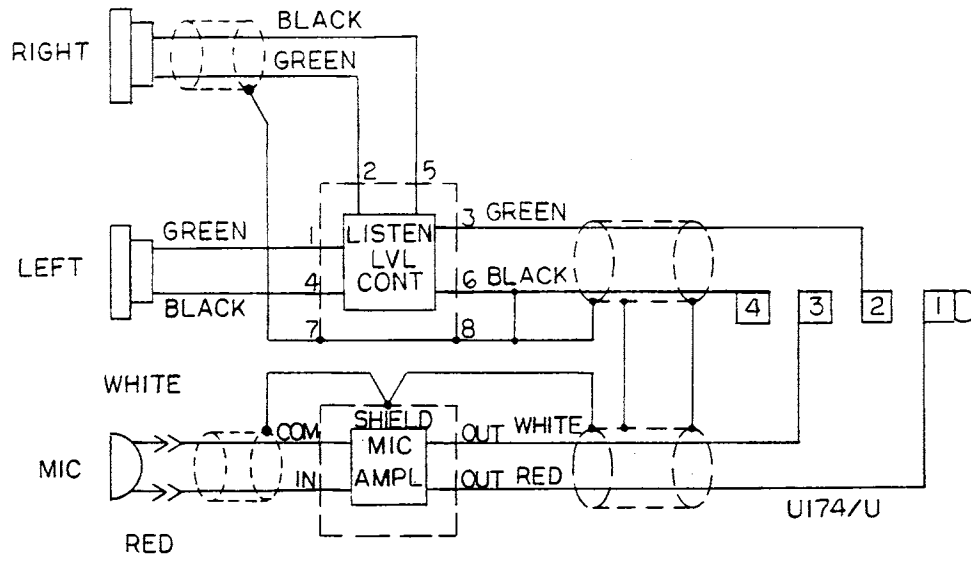 BLACK
RIGHT
GREEN
2 5
3 GREEN
GREEN 1
LISTEN
LVL
CONT
LEFT
4
6 BLACK
BLACK
4 3 2 1
7 8
WHITE
SHIELD
COM
MIC
AMPL
OUT WHITE
MIC
IN
OUT RED
U174/U
RED